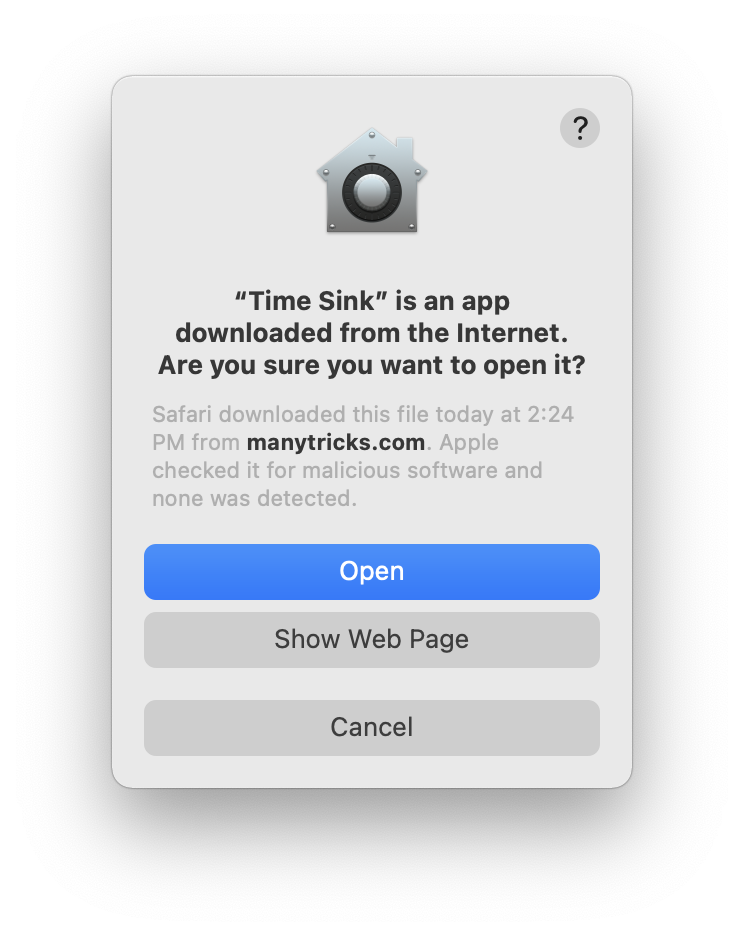 ?
“Time Sink” is an app
downloaded from the Internet.
Are you sure you want to open it?
Safari downloaded this file today at 2:24
PM from manytricks.com. Apple
checked it for malicious software and
none was detected.
Open
Show Web Page
Cancel